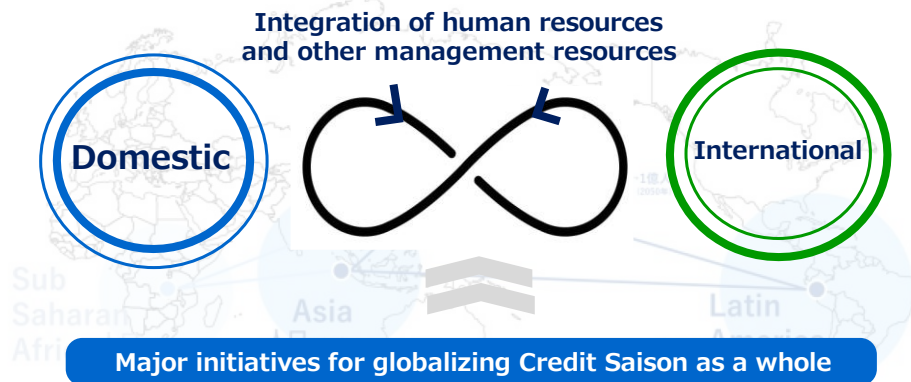 Integration of human resources
and other management resources
Domestic
International
Sub
Saharan
Asia
Latin
Major initiatives for globalizing Credit Saison as a whole